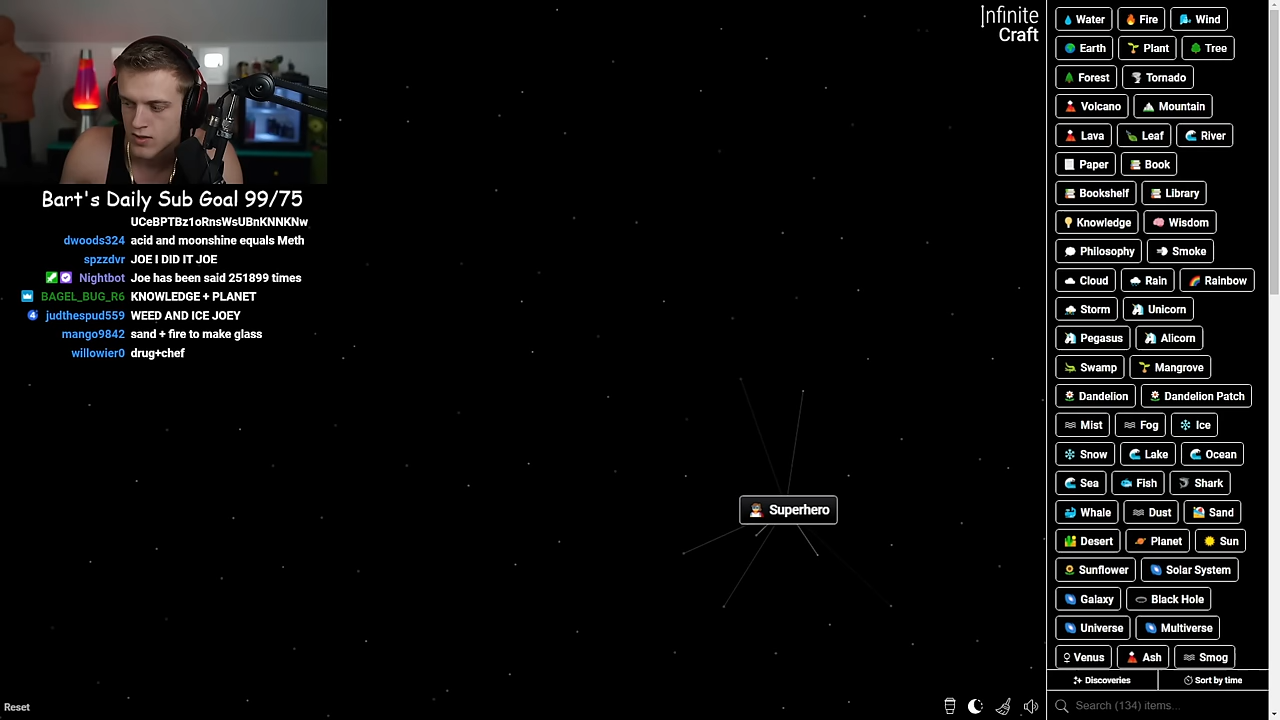 Infinite
Craft
Bart's Daily Sub Goal 99/75
UCeBPTBz1oRnsWsUBnKNNKNw
dwoods324 acid and moonshine equals Meth
spzzdvr JOE I DID IT JOE
Nightbot Joe has been said 251899 times
BAGEL_BUG_R6 KNOWLEDGE + PLANET
judthespud559 WEED AND ICE JOEY
mango9842 sand + fire to make glass
willowier0 drug+chef
Superhero
Reset
Water Fire Wind
Earth Plant Tree
Forest Tornado
Volcano Mountain
Lava Leaf River
Paper Book
Bookshelf Library
Knowledge Wisdom
Philosophy Smoke
Cloud Rain Rainbow
Storm Unicorn
Pegasus Alicorn
Swamp Mangrove
Dandelion Dandelion Patch
Mist Fog Ice
Snow Lake Ocean
Sea Fish Shark
Whale Dust Sand
Desert Planet Sun
Sunflower Solar System
Galaxy Black Hole
Universe Multiverse
Venus Ash Smog
Discoveries Sort by time
Search (134) items...